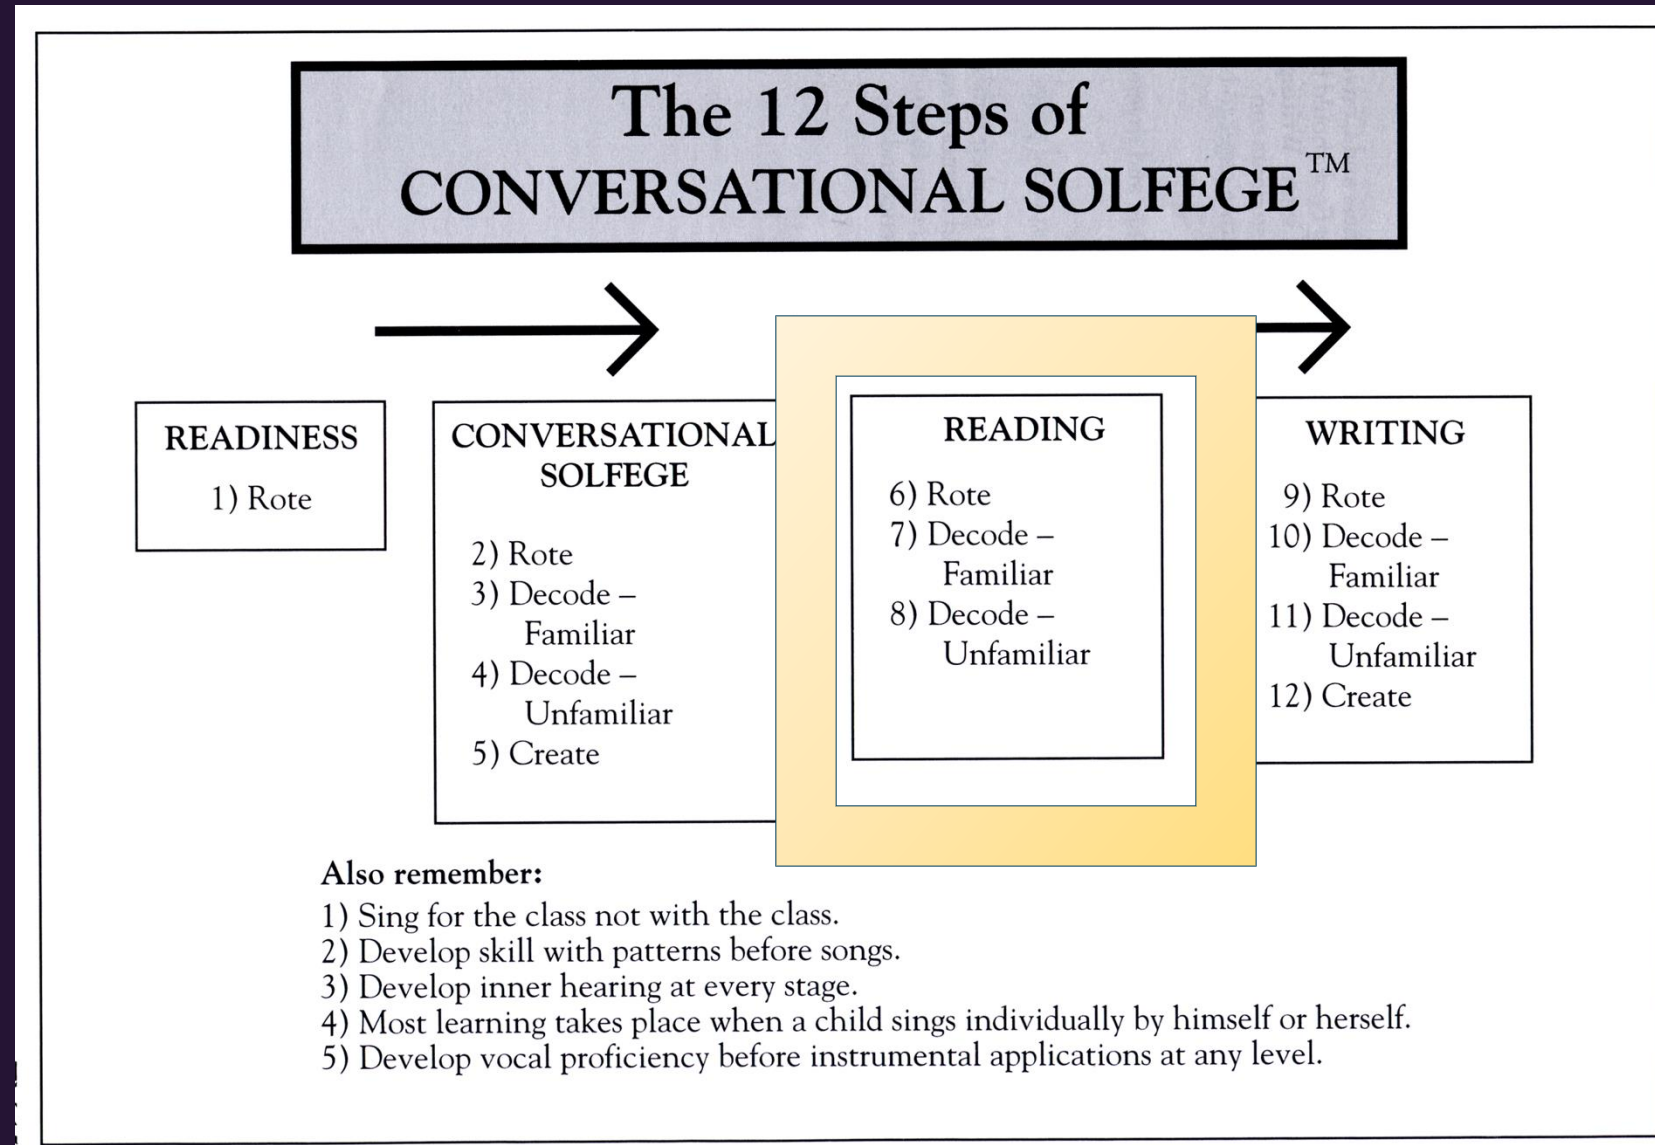 The 12 Steps of
CONVERSATIONAL SOLFEGE™
READINESS
1) Rote
CONVERSATIONAL
SOLFEGE
2) Rote
3) Decode –
Familiar
4) Decode –
Unfamiliar
5) Create
READING
6) Rote
7) Decode –
Familiar
8) Decode –
Unfamiliar
WRITING
9) Rote
10) Decode –
Familiar
11) Decode –
Unfamiliar
12) Create
Also remember:
1) Sing for the class not with the class.
2) Develop skill with patterns before songs.
3) Develop inner hearing at every stage.
4) Most learning takes place when a child sings individually by himself or herself.
5) Develop vocal proficiency before instrumental applications at any level.